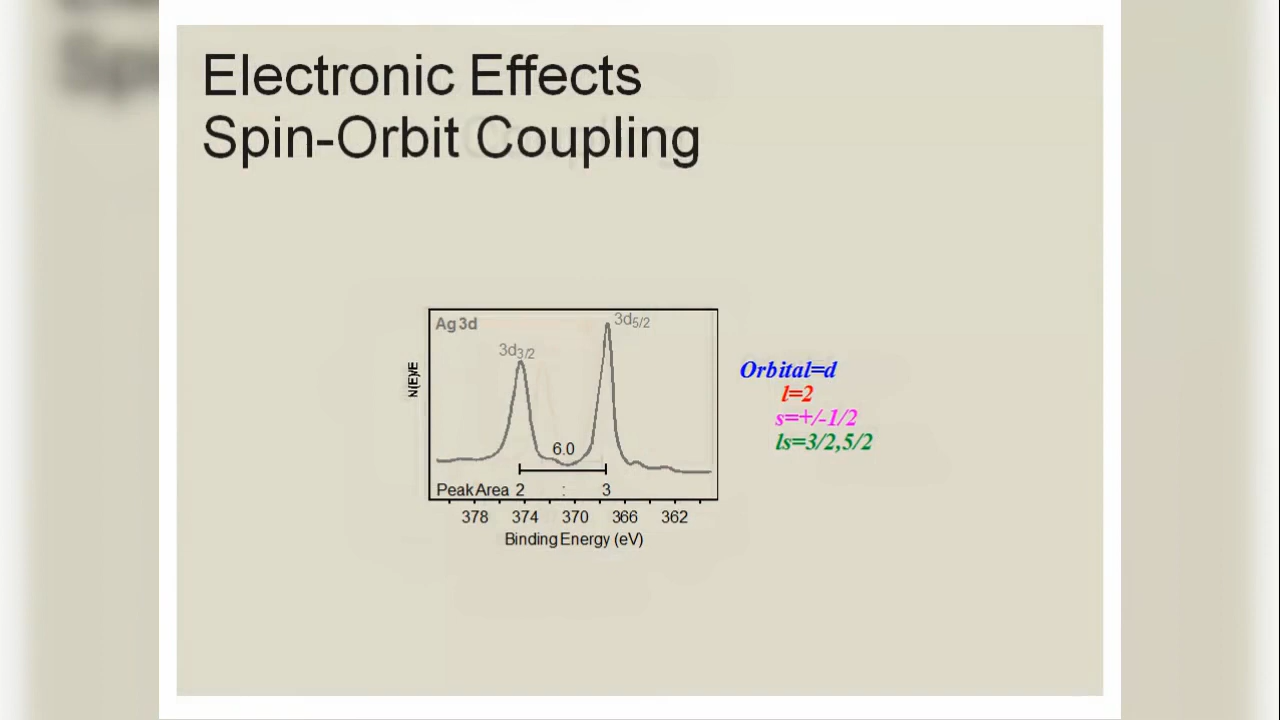 Electronic Effects
Spin-Orbit Coupling
Ag 3d
3d5/2
3d3/2
N(E)/E
6.0
Peak Area 2 : 3
378 374 370 366 362
Binding Energy (eV)
Orbital=d
l=2
s=+/-1/2
ls=3/2,5/2